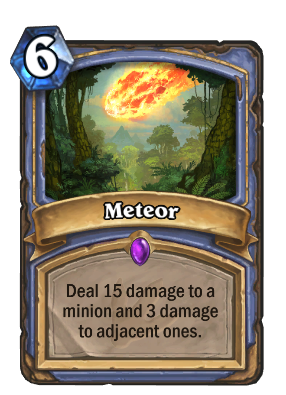 6
Meteor
Deal 15 damage to a
minion and 3 damage
to adjacent ones.